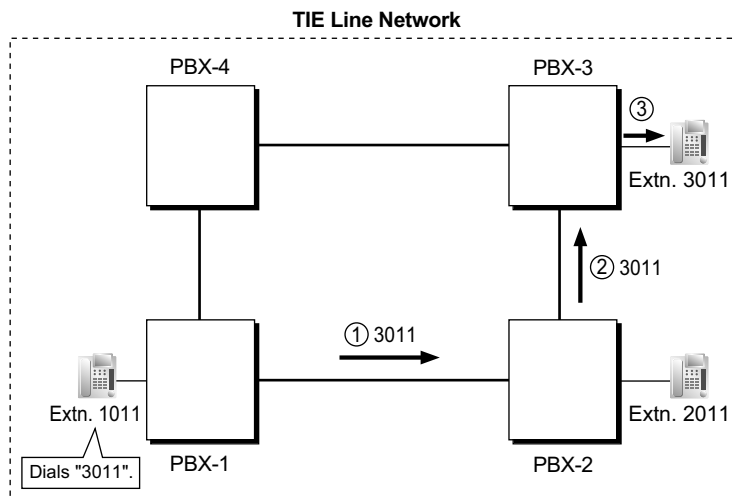 TIE Line Network
PBX-4
PBX-3
③
Extn. 3011
② 3011
① 3011
Extn. 1011
Extn. 2011
Dials "3011".
PBX-1
PBX-2